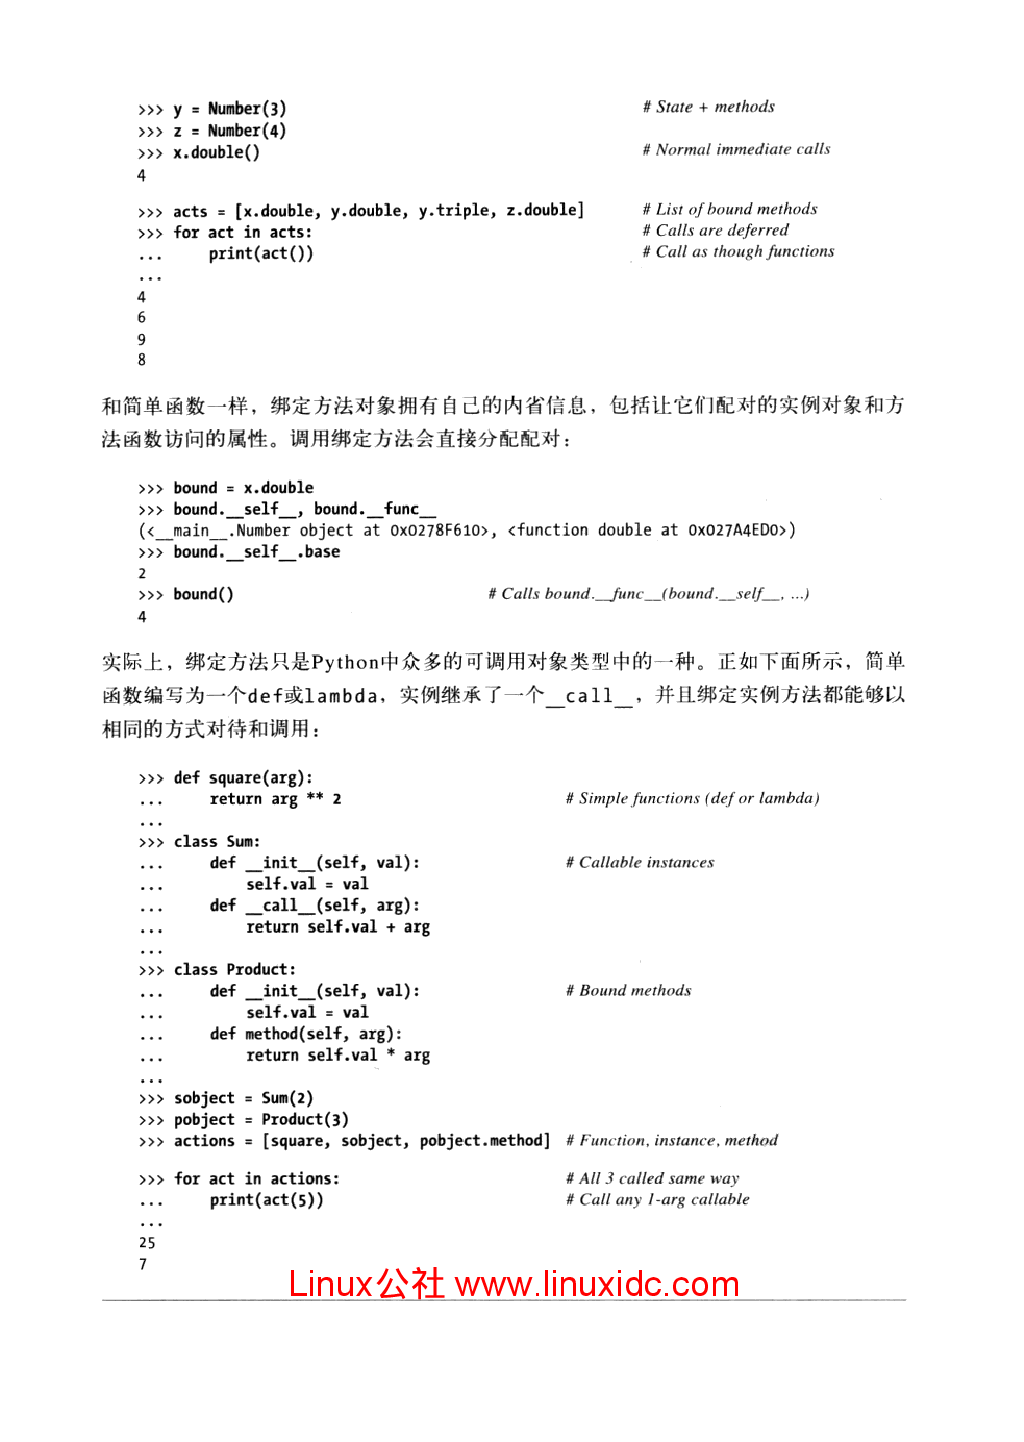 >>> y = Number(3)                                # State + methods
>>> z = Number(4)
>>> x.double()                                   # Normal immediate calls
4
>>> acts = [x.double, y.double, y.triple, z.double]    # List of bound methods
>>> for act in acts:                             # Calls are deferred
...     print(act())                             # Call as though functions
...
4
6
9
8
和简单函数一样，绑定方法对象拥有自己的内省信息，包括让它们配对的实例对象和方
法函数访问的属性。调用绑定方法会直接分配配对：
>>> bound = x.double
>>> bound.__self__, bound.__func__
(<__main__.Number object at 0x0278F610>, <function double at 0x027A4ED0>)
>>> bound.__self__.base
2
>>> bound()                                      # Calls bound.__func__(bound.__self__, ...)
4
实际上，绑定方法只是Python中众多的可调用对象类型中的一种。正如下面所示，简单
函数编写为一个def或lambda，实例继承了一个__call__，并且绑定实例方法都能够以
相同的方式对待和调用：
>>> def square(arg):
...     return arg ** 2                          # Simple functions (def or lambda)
...
>>> class Sum:
...     def __init__(self, val):                 # Callable instances
...         self.val = val
...     def __call__(self, arg):
...         return self.val + arg
...
>>> class Product:
...     def __init__(self, val):                 # Bound methods
...         self.val = val
...     def method(self, arg):
...         return self.val * arg
...
>>> sobject = Sum(2)
>>> pobject = Product(3)
>>> actions = [square, sobject, pobject.method]  # Function, instance, method
>>> for act in actions:                          # All 3 called same way
...     print(act(5))                            # Call any 1-arg callable
...
25
7
Linux公社 www.linuxidc.com